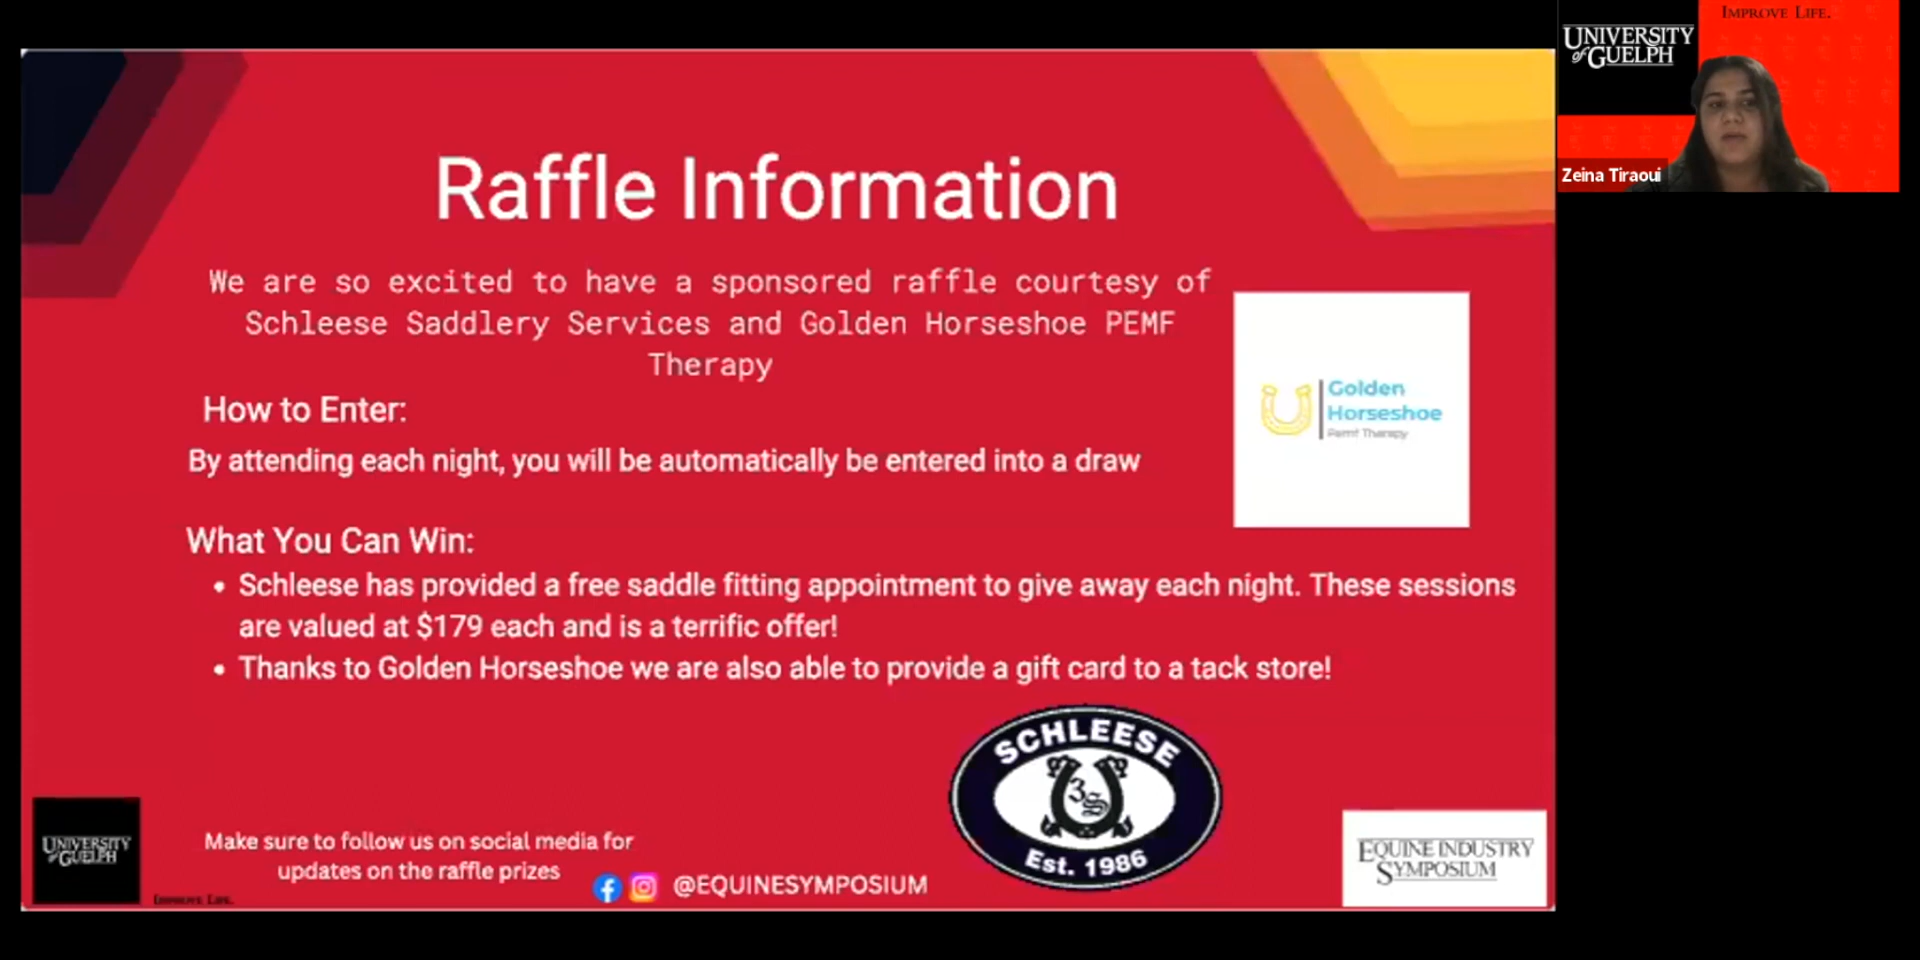 IMPROVE LIFE.
UNIVERSITY
of GUELPH
Zeina Tiraoui
Raffle Information
We are so excited to have a sponsored raffle courtesy of
Schleese Saddlery Services and Golden Horseshoe PEMF
Therapy
Golden
Horseshoe
Pemf Therapy
How to Enter:
By attending each night, you will be automatically be entered into a draw
What You Can Win:
• Schleese has provided a free saddle fitting appointment to give away each night. These sessions
are valued at $179 each and is a terrific offer!
• Thanks to Golden Horseshoe we are also able to provide a gift card to a tack store!
SCHLEESE
3S
Est. 1986
UNIVERSITY
of GUELPH
IMPROVE LIFE.
Make sure to follow us on social media for
updates on the raffle prizes
@EQUINESYMPOSIUM
EQUINE INDUSTRY
SYMPOSIUM